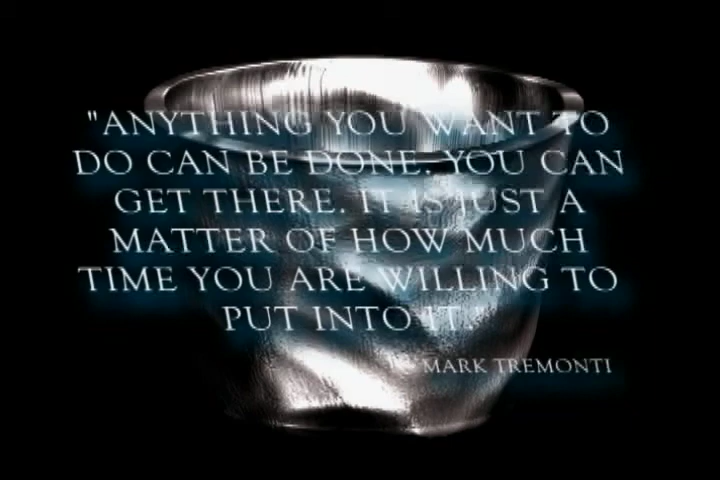 "ANYTHING YOU WANT TO
DO CAN BE DONE. YOU CAN
GET THERE. IT IS JUST A
MATTER OF HOW MUCH
TIME YOU ARE WILLING TO
PUT INTO IT."
MARK TREMONTI